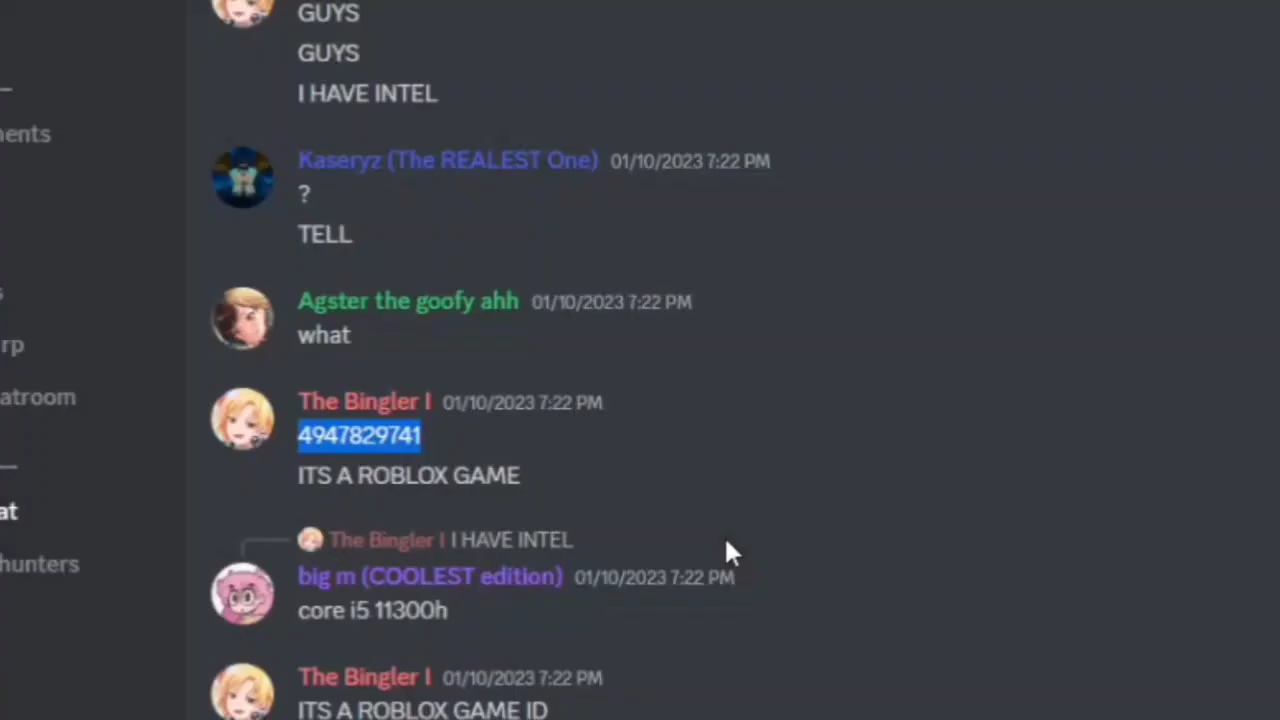 GUYS
GUYS
I HAVE INTEL
ments
Kaseryz (The REALEST One) 01/10/2023 7:22 PM
?
TELL
s
Agster the goofy ahh 01/10/2023 7:22 PM
what
rp
atroom
The Bingler I 01/10/2023 7:22 PM
4947829741
ITS A ROBLOX GAME
at
The Bingler I I HAVE INTEL
hunters
big m (COOLEST edition) 01/10/2023 7:22 PM
core i5 11300h
The Bingler I 01/10/2023 7:22 PM
ITS A ROBLOX GAME ID